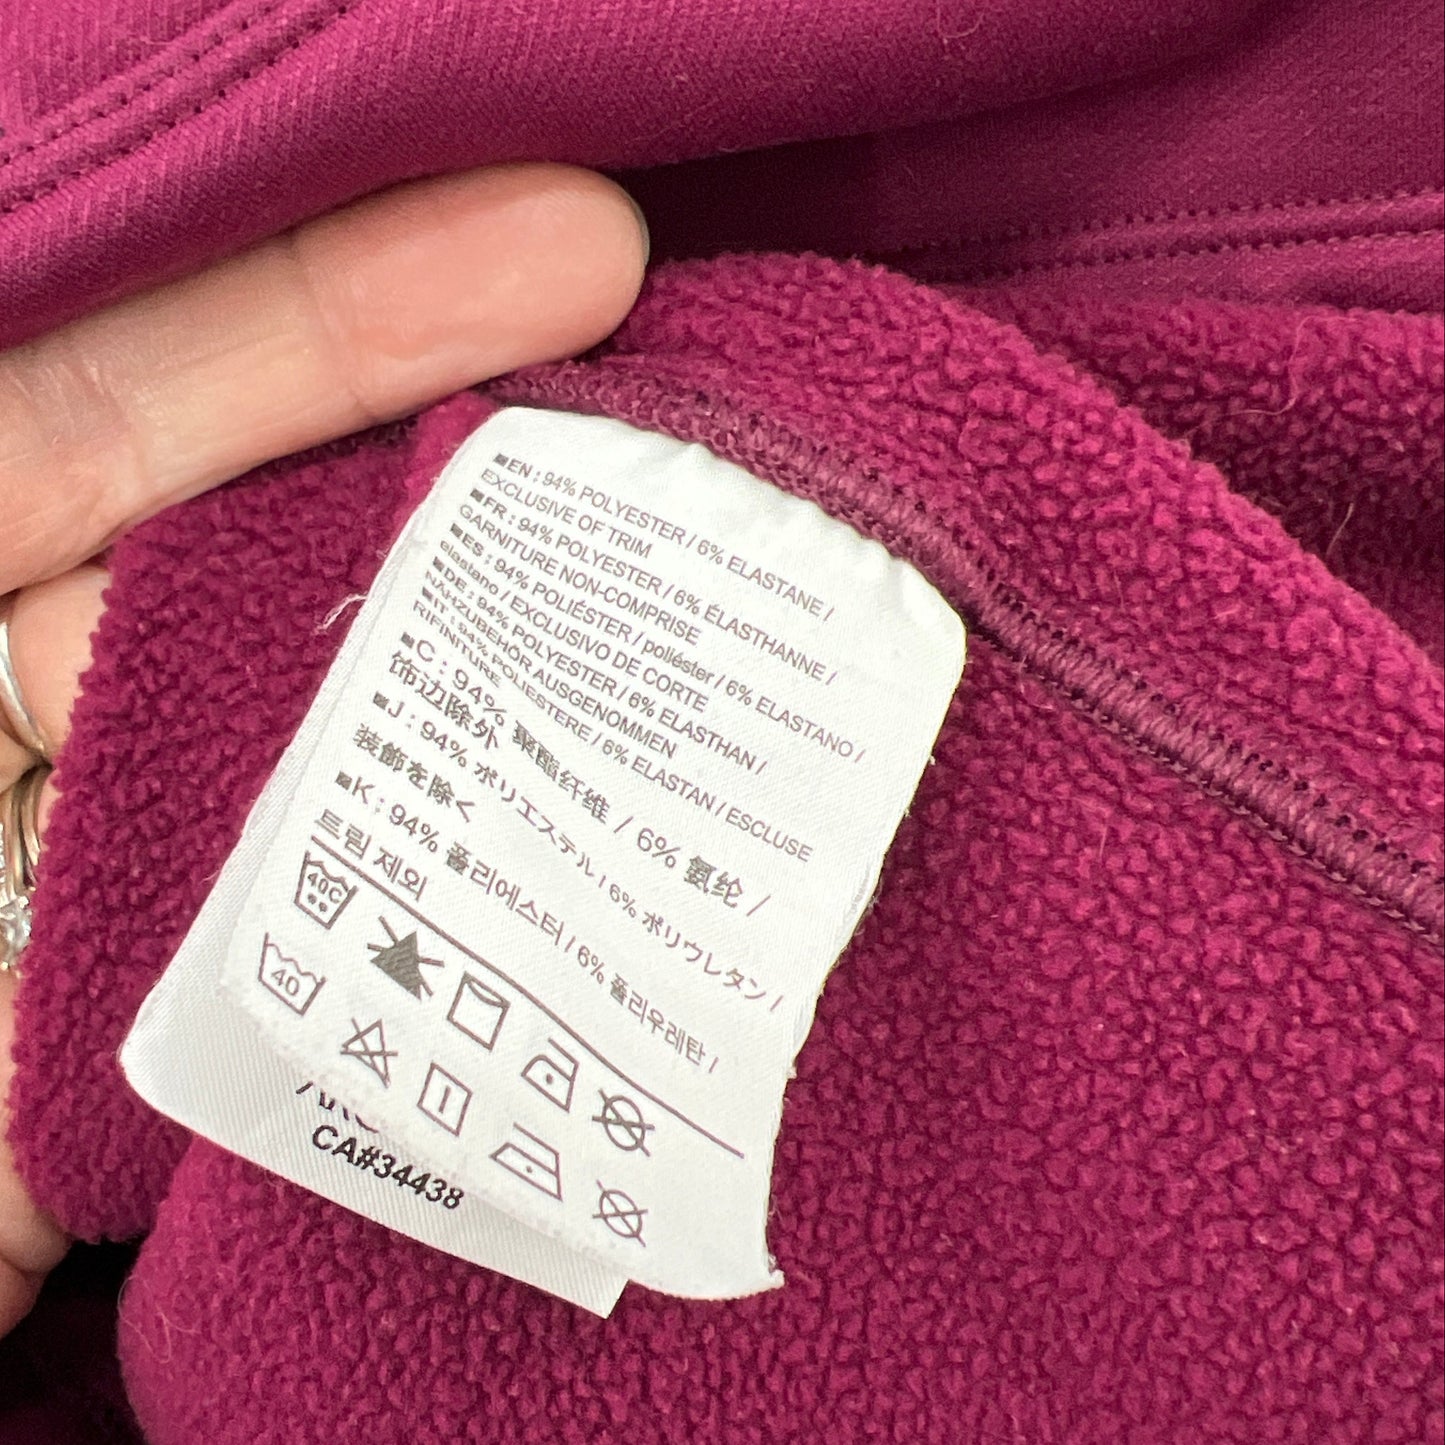 ■EN : 94% POLYESTER / 6% ELASTANE /
EXCLUSIVE OF TRIM
■FR : 94% POLYESTER / 6% ÉLASTHANNE /
GARNITURE NON-COMPRISE
■ES : 94% POLIÉSTER / poliéster / 6% ELASTANO /
elastano / EXCLUSIVO DE CORTE
■DE : 94% POLYESTER / 6% ELASTHAN /
NÄHZUBEHÖR AUSGENOMMEN
■IT : 94% POLIESTERE / 6% ELASTAN / ESCLUSE
RIFINITURE
■C : 94% 聚酯纤维 / 6% 氨纶 /
饰边除外
■J : 94% ポリエステル / 6% ポリウレタン /
装飾を除く
■K : 94% 폴리에스터 / 6% 폴리우레탄 /
트림 제외
40C
40
CA#34438